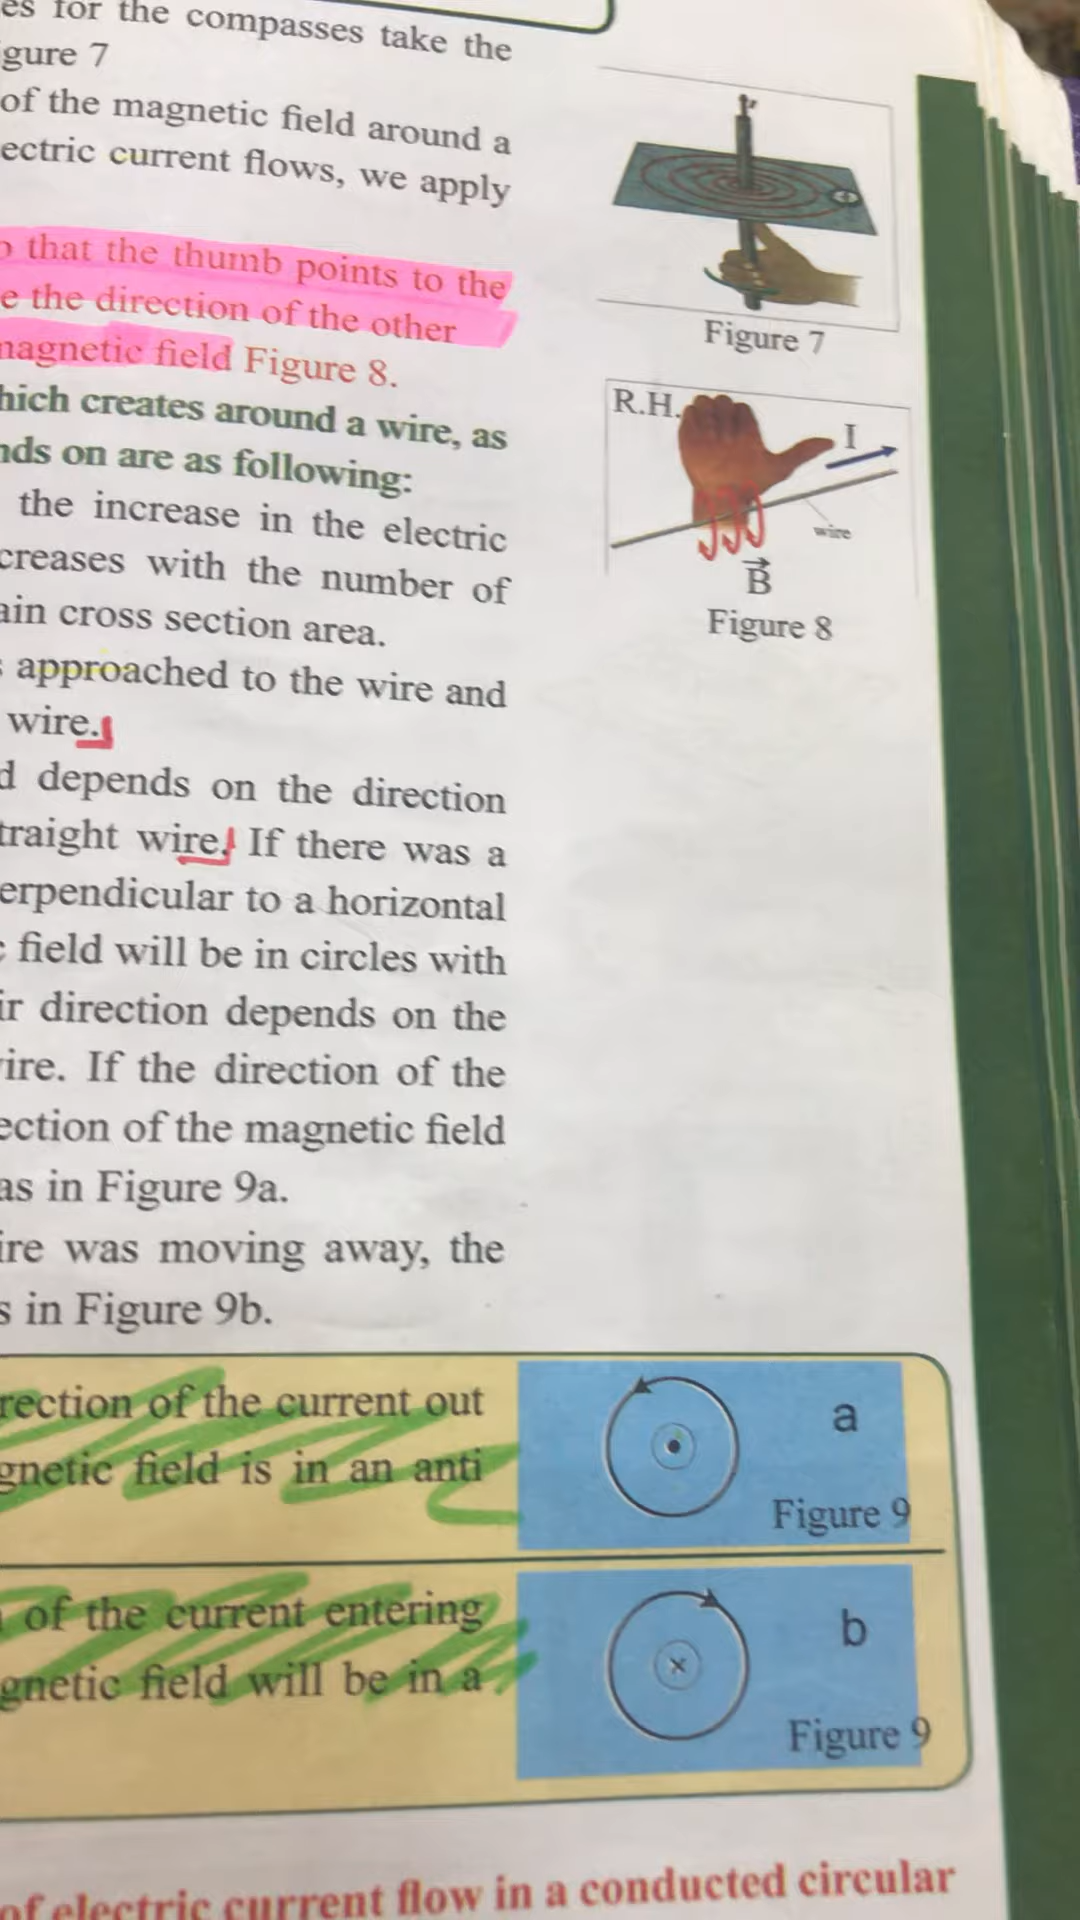 es for the compasses take the
gure 7
of the magnetic field around a
ectric current flows, we apply
that the thumb points to the
e the direction of the other
magnetic field Figure 8.
hich creates around a wire, as
nds on are as following:
the increase in the electric
creases with the number of
ain cross section area.
approached to the wire and
wire.
d depends on the direction
traight wire. If there was a
erpendicular to a horizontal
field will be in circles with
ir direction depends on the
ire. If the direction of the
ection of the magnetic field
as in Figure 9a.
ire was moving away, the
s in Figure 9b.
Figure 7
R.H.
I
wire
B
Figure 8
rection of the current out
gnetic field is in an anti
a
Figure 9
of the current entering
gnetic field will be in a
b
Figure 9
of electric current flow in a conducted circular